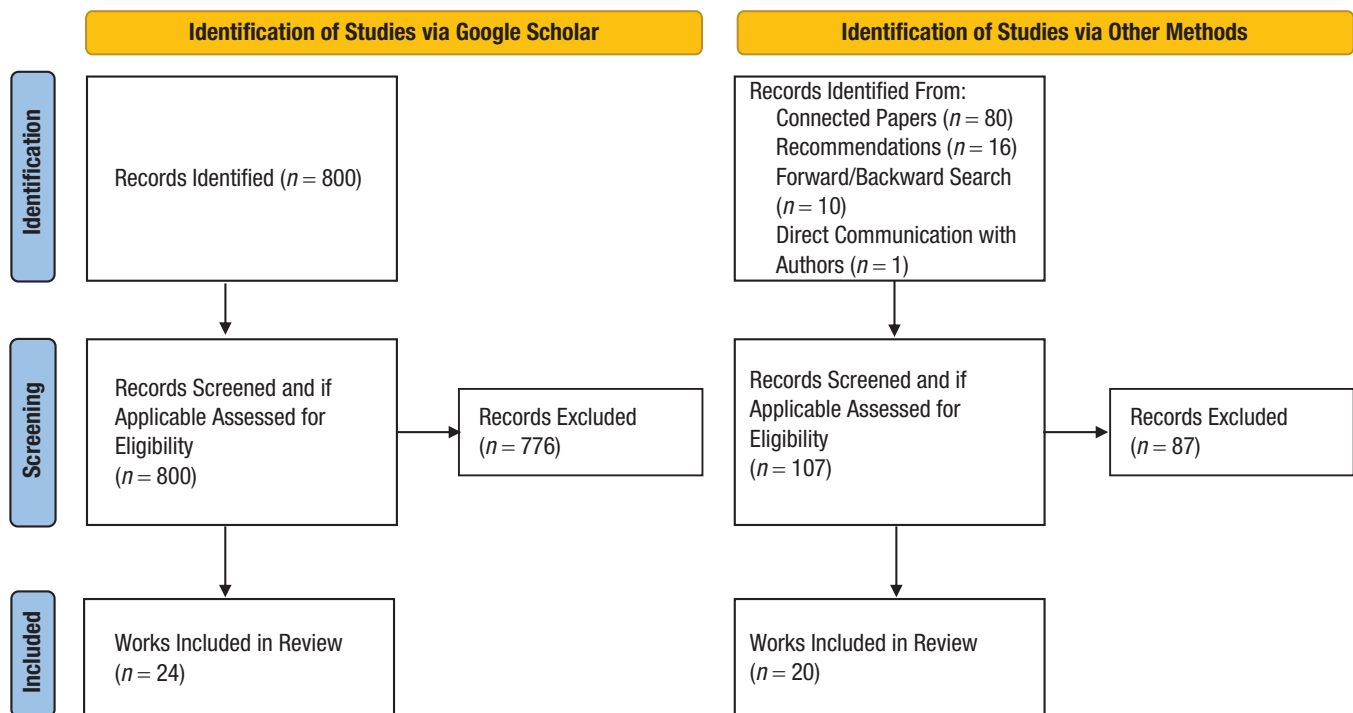 Identification of Studies via Google Scholar
Identification of Studies via Other Methods
Identification
Records Identified (n = 800)
Records Identified From:
Connected Papers (n = 80)
Recommendations (n = 16)
Forward/Backward Search
(n = 10)
Direct Communication with
Authors (n = 1)
Screening
Records Screened and if
Applicable Assessed for
Eligibility
(n = 800)
Records Excluded
(n = 776)
Records Screened and if
Applicable Assessed for
Eligibility
(n = 107)
Records Excluded
(n = 87)
Included
Works Included in Review
(n = 24)
Works Included in Review
(n = 20)